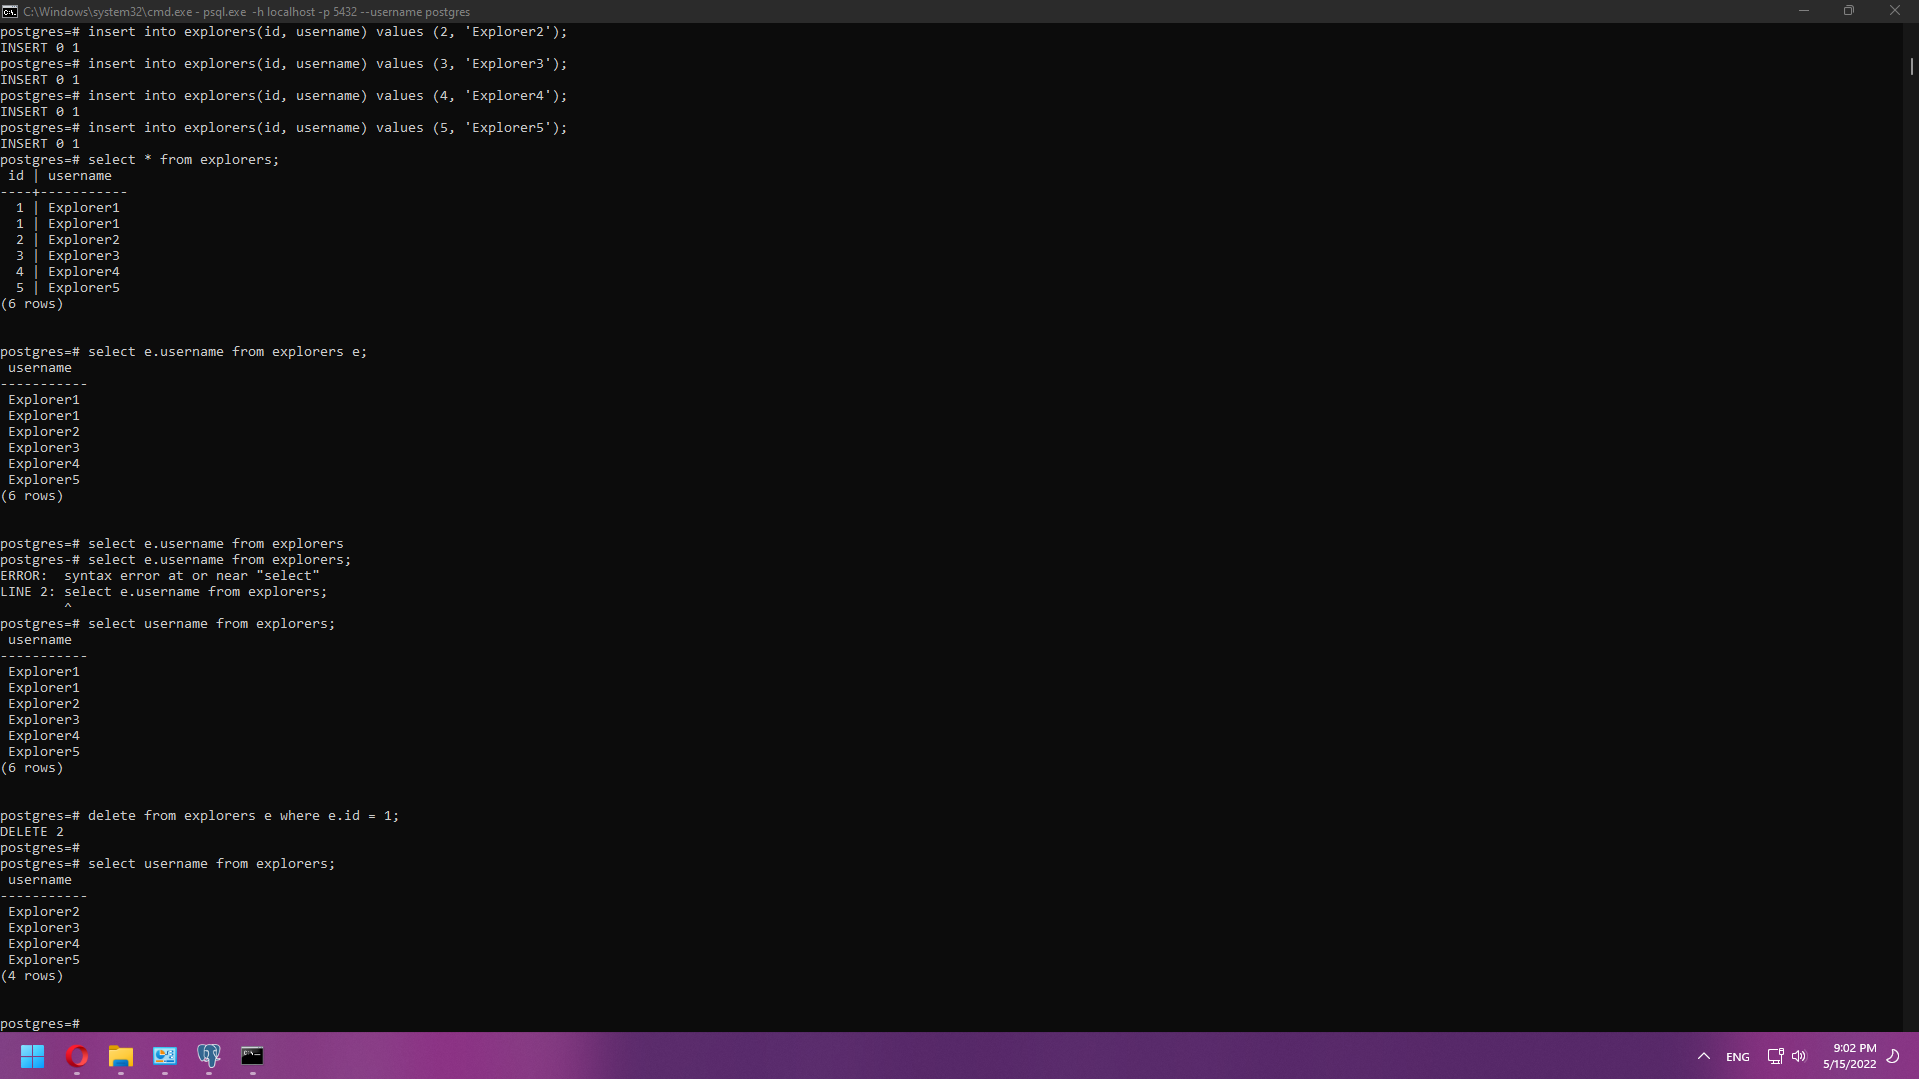 C:\Windows\system32\cmd.exe - psql.exe  -h localhost -p 5432 --username postgres
postgres=# insert into explorers(id, username) values (2, 'Explorer2');
INSERT 0 1
postgres=# insert into explorers(id, username) values (3, 'Explorer3');
INSERT 0 1
postgres=# insert into explorers(id, username) values (4, 'Explorer4');
INSERT 0 1
postgres=# insert into explorers(id, username) values (5, 'Explorer5');
INSERT 0 1
postgres=# select * from explorers;
 id | username
----+-----------
  1 | Explorer1
  1 | Explorer1
  2 | Explorer2
  3 | Explorer3
  4 | Explorer4
  5 | Explorer5
(6 rows)
postgres=# select e.username from explorers e;
 username
-----------
 Explorer1
 Explorer1
 Explorer2
 Explorer3
 Explorer4
 Explorer5
(6 rows)
postgres=# select e.username from explorers
postgres-# select e.username from explorers;
ERROR:  syntax error at or near "select"
LINE 2: select e.username from explorers;
        ^
postgres=# select username from explorers;
 username
-----------
 Explorer1
 Explorer1
 Explorer2
 Explorer3
 Explorer4
 Explorer5
(6 rows)
postgres=# delete from explorers e where e.id = 1;
DELETE 2
postgres=#
postgres=# select username from explorers;
 username
-----------
 Explorer2
 Explorer3
 Explorer4
 Explorer5
(4 rows)
postgres=#
ENG
9:02 PM
5/15/2022